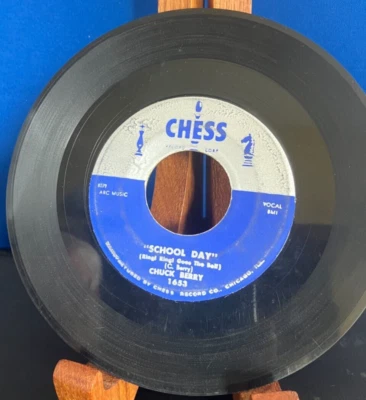 CHESS
ARC MUSIC
VOCAL
BMI
"SCHOOL DAY"
(Ring! Ring! Goes The Bell)
(C. Berry)
CHUCK BERRY
1653
MANUFACTURED BY CHESS RECORD CO., CHICAGO, ILL.